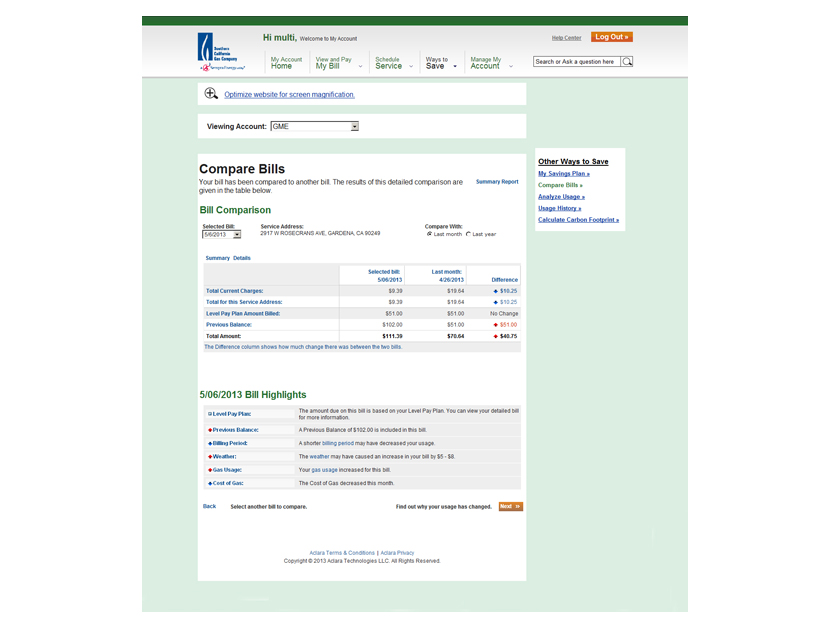 Hi multi, Welcome to My Account
Help Center
Log Out »
Southern
California
Gas Company
A Sempra Energy utility
My Account
Home
View and Pay
My Bill
Schedule
Service
Ways to
Save
Manage My
Account
Search or Ask a question here
Optimize website for screen magnification.
Viewing Account: GME
Compare Bills
Your bill has been compared to another bill. The results of this detailed comparison are
given in the table below.
Summary Report
Bill Comparison
Selected Bill:
5/6/2013
Service Address:
2917 W ROSECRANS AVE, GARDENA, CA 90249
Compare With:
Last month Last year
Summary Details
Selected bill: Last month:
5/06/2013 4/26/2013 Difference
Total Current Charges: $9.39 $19.64 $10.25
Total for this Service Address: $9.39 $19.64 $10.25
Level Pay Plan Amount Billed: $51.00 $51.00 No Change
Previous Balance: $102.00 $51.00 $51.00
Total Amount: $111.39 $70.64 $40.75
The Difference column shows how much change there was between the two bills.
5/06/2013 Bill Highlights
Level Pay Plan: The amount due on this bill is based on your Level Pay Plan. You can view your detailed bill
for more information.
Previous Balance: A Previous Balance of $102.00 is included in this bill.
Billing Period: A shorter billing period may have decreased your usage.
Weather: The weather may have caused an increase in your bill by $5 - $8.
Gas Usage: Your gas usage increased for this bill.
Cost of Gas: The Cost of Gas decreased this month.
Back Select another bill to compare. Find out why your usage has changed. Next »
Aclara Terms & Conditions | Aclara Privacy
Copyright © 2013 Aclara Technologies LLC. All Rights Reserved.
Other Ways to Save
My Savings Plan »
Compare Bills »
Analyze Usage »
Usage History »
Calculate Carbon Footprint »